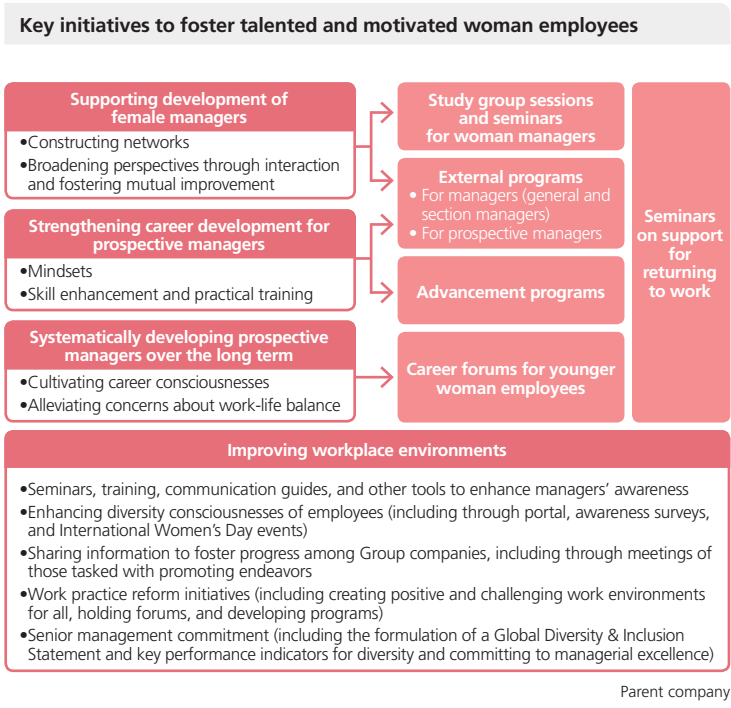 Key initiatives to foster talented and motivated woman employees
Supporting development of
female managers
•Constructing networks
•Broadening perspectives through interaction
and fostering mutual improvement
Strengthening career development for
prospective managers
•Mindsets
•Skill enhancement and practical training
Systematically developing prospective
managers over the long term
•Cultivating career consciousnesses
•Alleviating concerns about work-life balance
Study group sessions
and seminars
for woman managers
External programs
• For managers (general and
section managers)
• For prospective managers
Advancement programs
Career forums for younger
woman employees
Seminars
on support
for
returning
to work
Improving workplace environments
•Seminars, training, communication guides, and other tools to enhance managers’ awareness
•Enhancing diversity consciousnesses of employees (including through portal, awareness surveys,
and International Women’s Day events)
•Sharing information to foster progress among Group companies, including through meetings of
those tasked with promoting endeavors
•Work practice reform initiatives (including creating positive and challenging work environments
for all, holding forums, and developing programs)
•Senior management commitment (including the formulation of a Global Diversity & Inclusion
Statement and key performance indicators for diversity and committing to managerial excellence)
Parent company